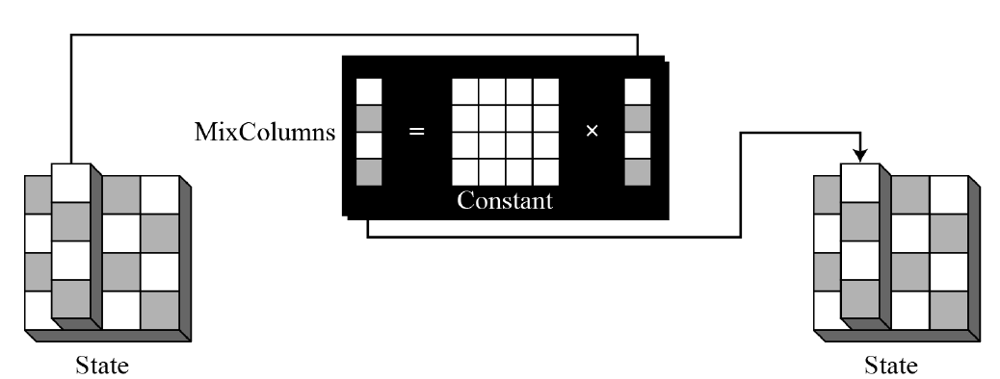 MixColumns
=
×
Constant
State
State